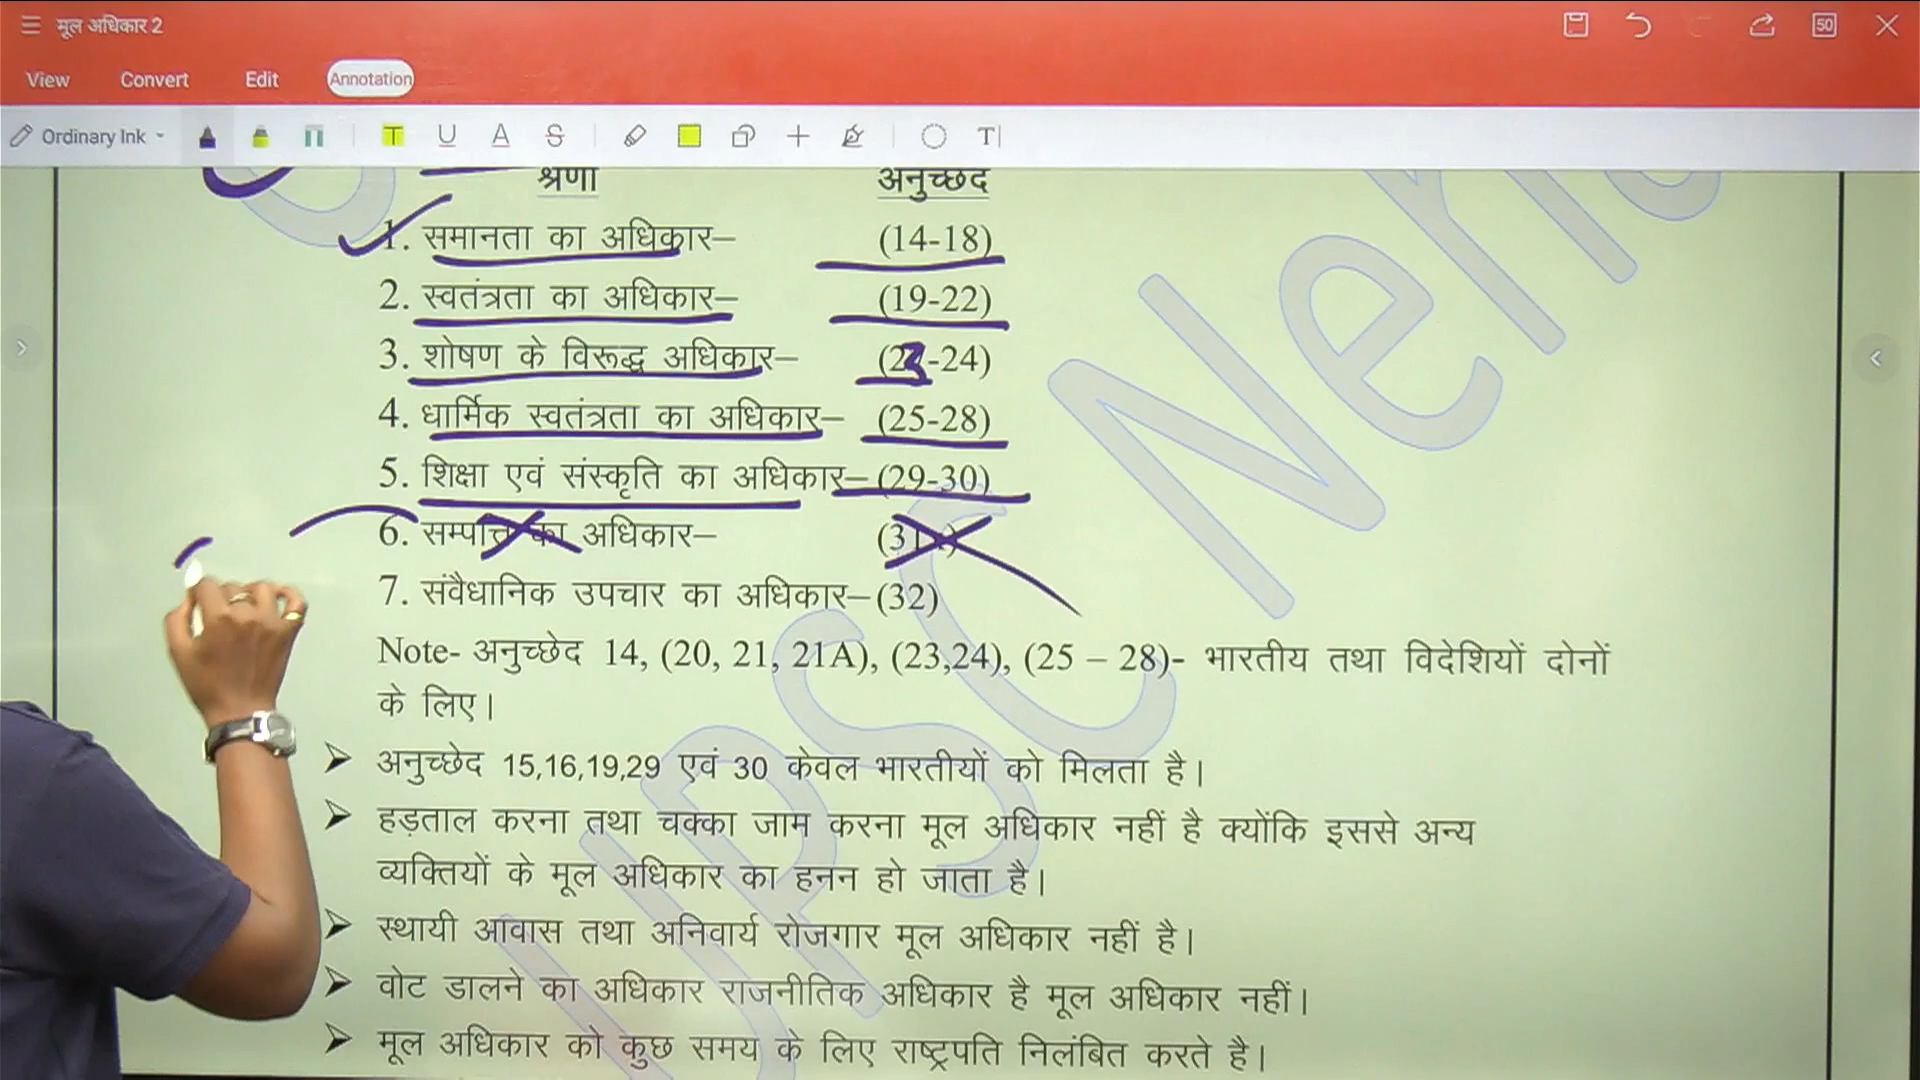 मूल अधिकार 2
50
View Convert Edit Annotation
Ordinary Ink T U A S T
श्रेणी अनुच्छेद
1. समानता का अधिकार– (14-18)
2. स्वतंत्रता का अधिकार– (19-22)
3. शोषण के विरूद्ध अधिकार– (23-24)
4. धार्मिक स्वतंत्रता का अधिकार– (25-28)
5. शिक्षा एवं संस्कृति का अधिकार–(29-30)
6. सम्पत्ति का अधिकार–
7. संवैधानिक उपचार का अधिकार–(32)
Note- अनुच्छेद 14, (20, 21, 21A), (23,24), (25 – 28)- भारतीय तथा विदेशियों दोनों
के लिए।
अनुच्छेद 15,16,19,29 एवं 30 केवल भारतीयों को मिलता है।
हड़ताल करना तथा चक्का जाम करना मूल अधिकार नहीं है क्योंकि इससे अन्य
व्यक्तियों के मूल अधिकार का हनन हो जाता है।
स्थायी आवास तथा अनिवार्य रोजगार मूल अधिकार नहीं है।
वोट डालने का अधिकार राजनीतिक अधिकार है मूल अधिकार नहीं।
मूल अधिकार को कुछ समय के लिए राष्ट्रपति निलंबित करते है।
UPSC